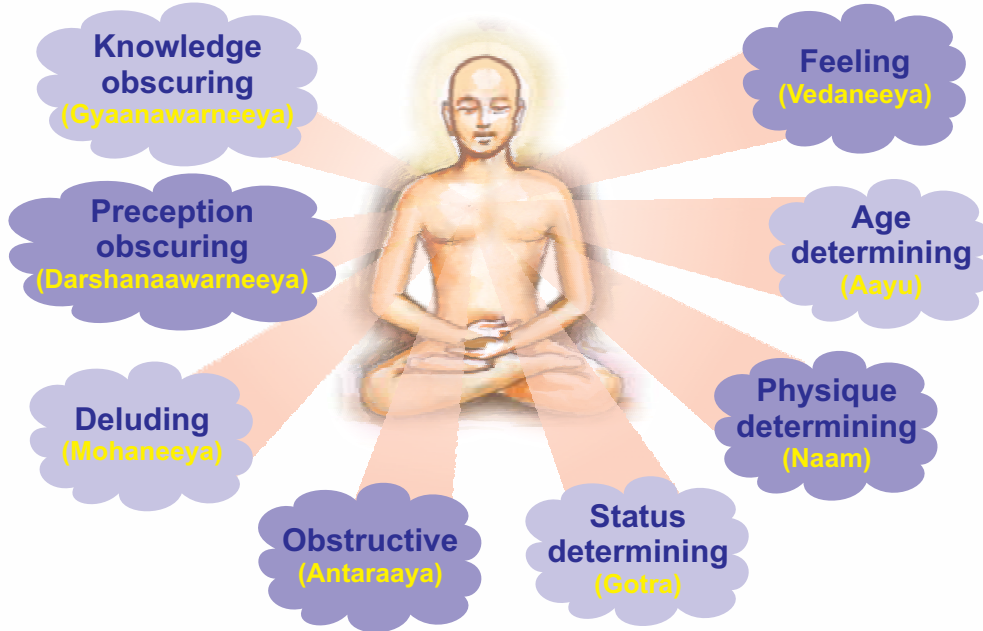 Knowledge
obscuring
(Gyaanawarneeya)
Preception
obscuring
(Darshanaawarneeya)
Deluding
(Mohaneeya)
Obstructive
(Antaraaya)
Status
determining
(Gotra)
Physique
determining
(Naam)
Age
determining
(Aayu)
Feeling
(Vedaneeya)